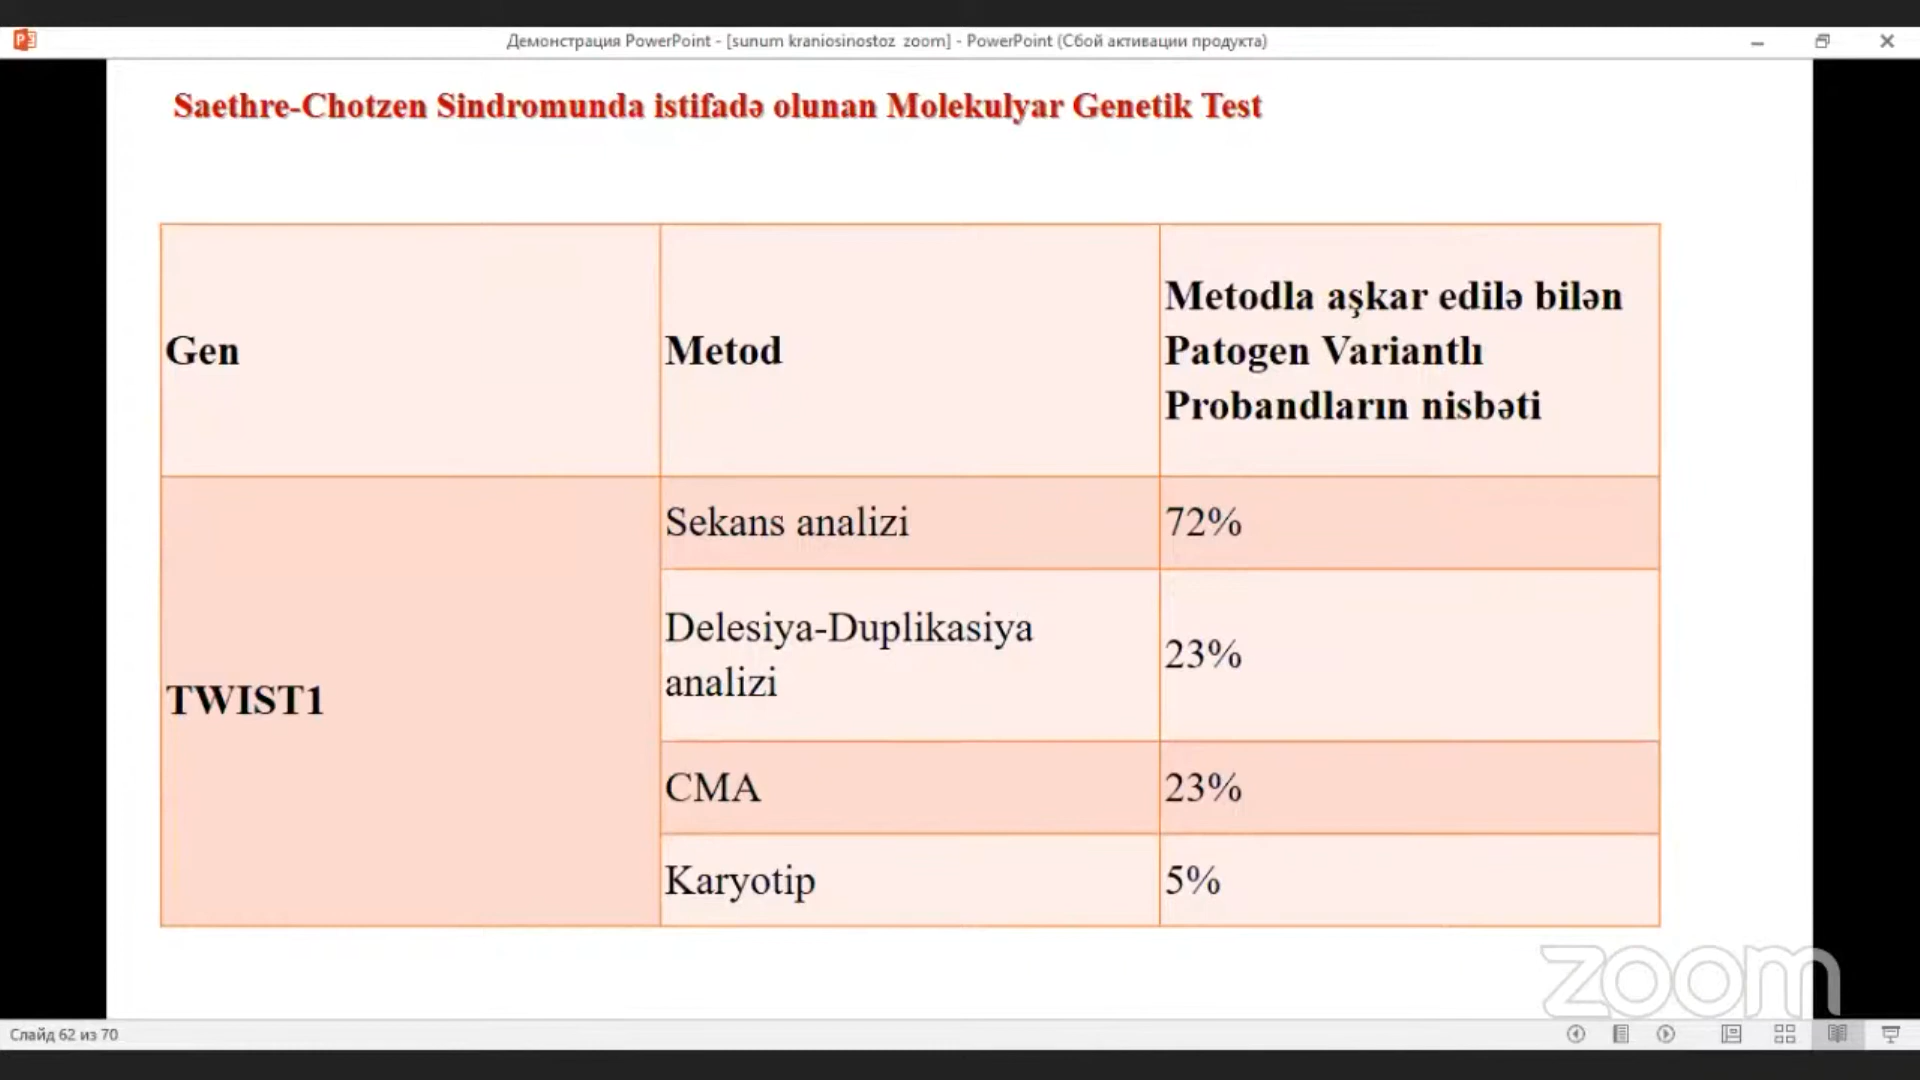 Демонстрация PowerPoint - [sunum kraniosinostoz zoom] - PowerPoint (Сбой активации продукта)
Saethre-Chotzen Sindromunda istifadə olunan Molekulyar Genetik Test
Gen
Metod
Metodla aşkar edilə bilən
Patogen Variantlı
Probandların nisbəti
TWIST1
Sekans analizi
72%
Delesiya-Duplikasiya
analizi
23%
CMA
23%
Karyotip
5%
zoom
Слайд 62 из 70